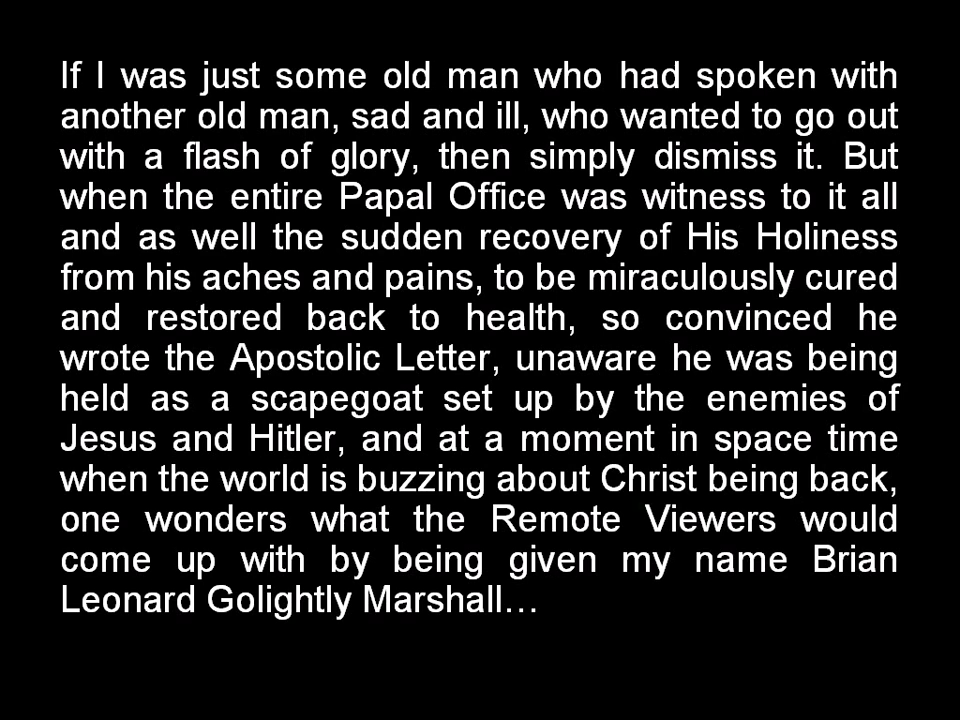 If I was just some old man who had spoken with
another old man, sad and ill, who wanted to go out
with a flash of glory, then simply dismiss it. But
when the entire Papal Office was witness to it all
and as well the sudden recovery of His Holiness
from his aches and pains, to be miraculously cured
and restored back to health, so convinced he
wrote the Apostolic Letter, unaware he was being
held as a scapegoat set up by the enemies of
Jesus and Hitler, and at a moment in space time
when the world is buzzing about Christ being back,
one wonders what the Remote Viewers would
come up with by being given my name Brian
Leonard Golightly Marshall…